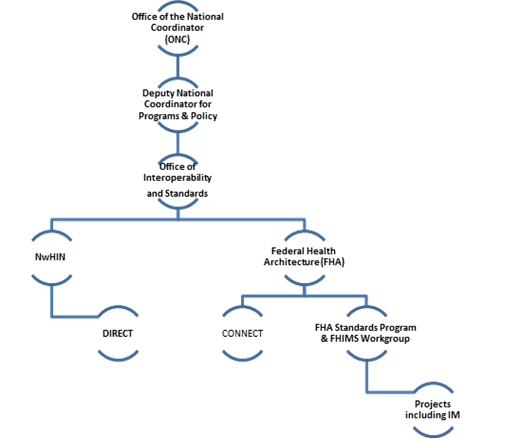 Office of the National
Coordinator
(ONC)
Deputy National
Coordinator for
Programs & Policy
Office of
Interoperability
and Standards
NwHIN
Federal Health
Architecture (FHA)
DIRECT
CONNECT
FHA Standards Program
& FHIMS Workgroup
Projects
including IM